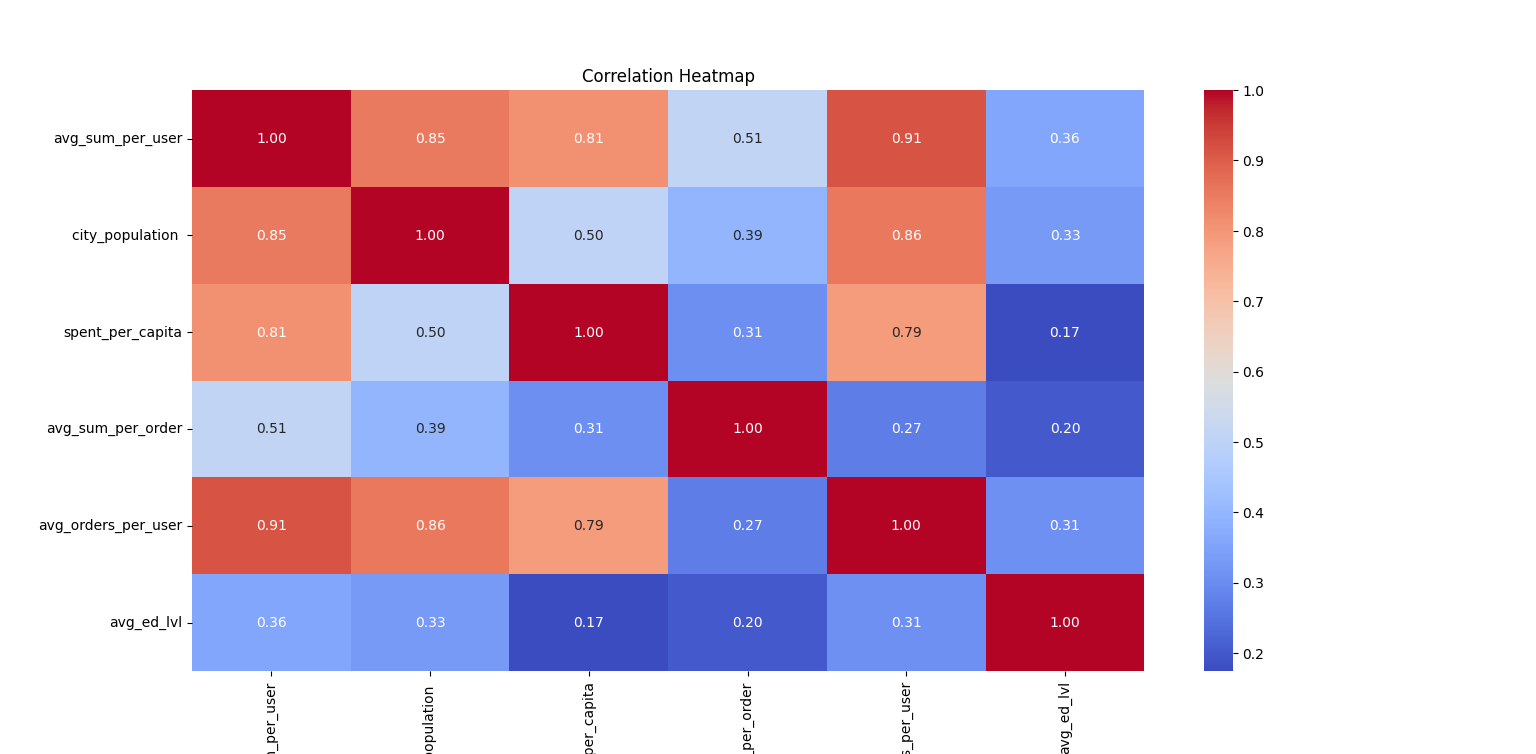 Correlation Heatmap
avg_sum_per_user 1.00 0.85 0.81 0.51 0.91 0.36
city_population 0.85 1.00 0.50 0.39 0.86 0.33
spent_per_capita 0.81 0.50 1.00 0.31 0.79 0.17
avg_sum_per_order 0.51 0.39 0.31 1.00 0.27 0.20
avg_orders_per_user 0.91 0.86 0.79 0.27 1.00 0.31
avg_ed_lvl 0.36 0.33 0.17 0.20 0.31 1.00
_per_user
population
per_capita
_per_order
s_per_user
avg_ed_lvl
1.0
0.9
0.8
0.7
0.6
0.5
0.4
0.3
0.2